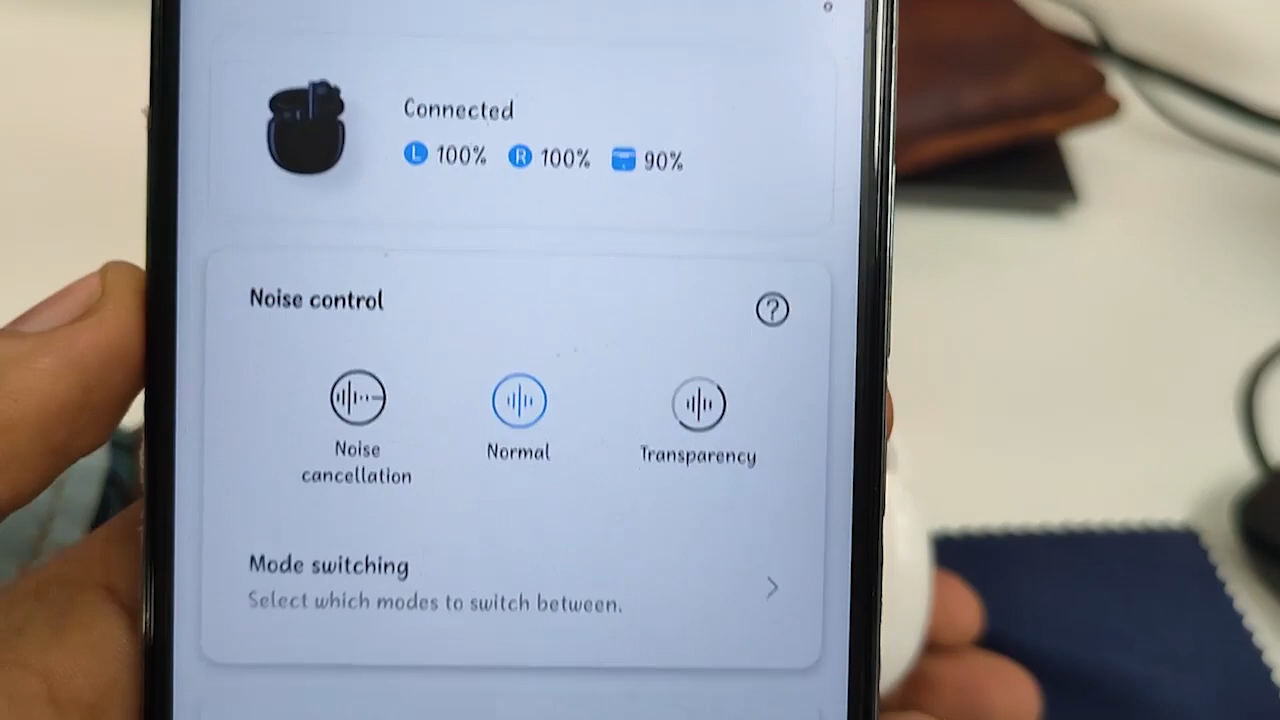 Connected
L 100% R 100% 90%
Noise control
?
Noise cancellation
Normal
Transparency
Mode switching
Select which modes to switch between.